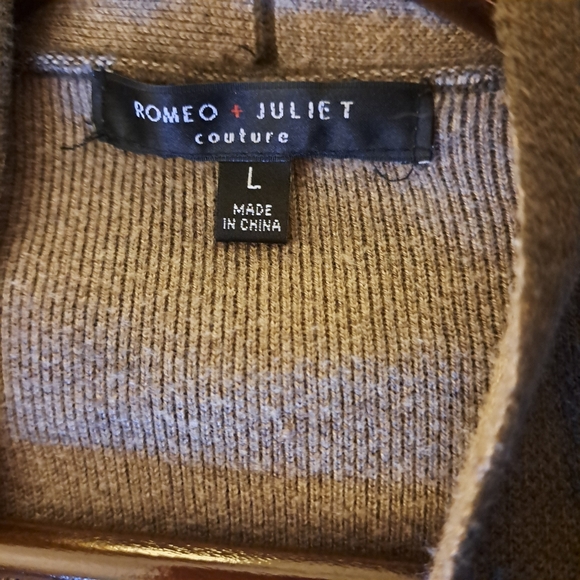 ROMEO + JULIET
couture
L
MADE
IN CHINA